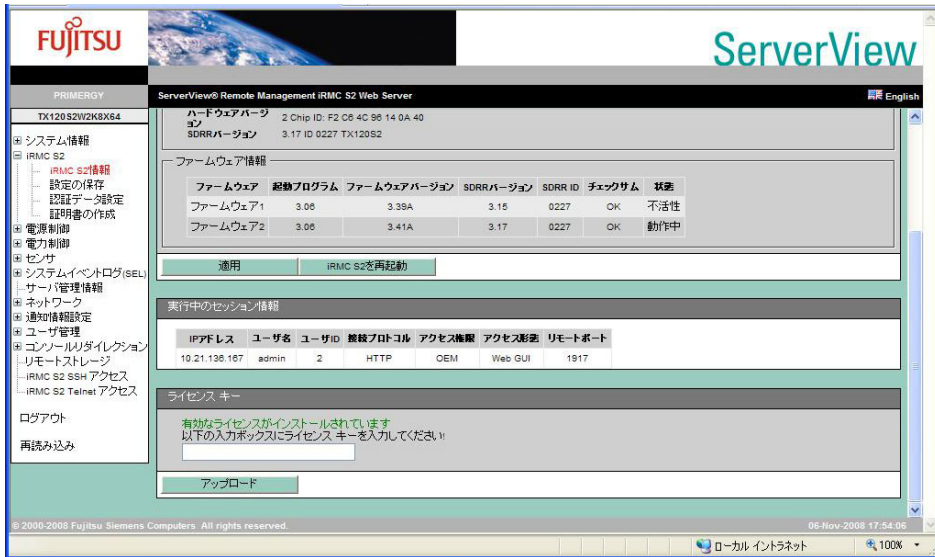 FUJITSU
ServerView
PRIMERGY
ServerView® Remote Management iRMC S2 Web Server
English
TX120S2W2K8X64
システム情報
iRMC S2
iRMC S2情報
設定の保存
認証データ設定
証明書の作成
電源制御
電力制御
センサ
システムイベントログ(SEL)
サーバ管理情報
ネットワーク
通知情報設定
ユーザ管理
コンソールリダイレクション
リモートストレージ
iRMC S2 SSH アクセス
iRMC S2 Telnet アクセス
ログアウト
再読み込み
ハードウェアバージョン 2 Chip ID: F2 C6 4C 96 14 0A 40
SDRRバージョン 3.17 ID 0227 TX120S2
ファームウェア情報
ファームウェア 起動プログラム ファームウェアバージョン SDRRバージョン SDRR ID チェックサム 状態
ファームウェア1 3.06 3.39A 3.15 0227 OK 不活性
ファームウェア2 3.06 3.41A 3.17 0227 OK 動作中
適用 iRMC S2を再起動
実行中のセッション情報
IPアドレス ユーザ名 ユーザID 接続プロトコル アクセス権限 アクセス形態 リモートポート
10.21.136.167 admin 2 HTTP OEM Web GUI 1917
ライセンス キー
有効なライセンスがインストールされています
以下の入力ボックスにライセンス キーを入力してください!
アップロード
© 2000-2008 Fujitsu Siemens Computers All rights reserved.
06-Nov-2008 17:54:06
ローカル イントラネット
100%